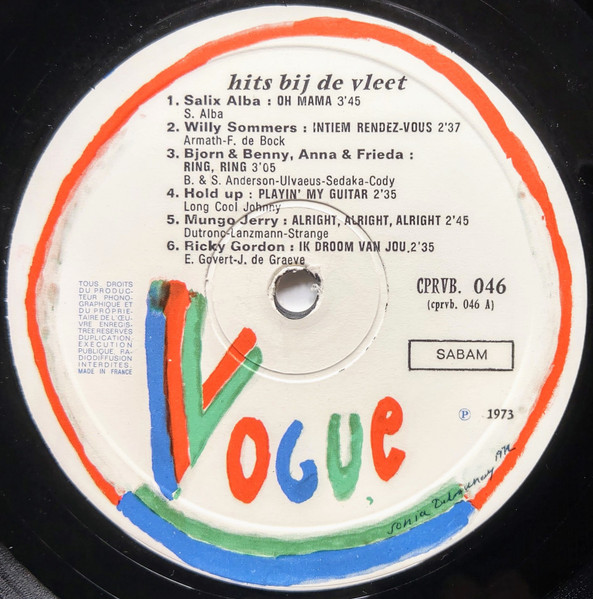 hits bij de vleet
1. Salix Alba : OH MAMA 3'45
S. Alba
2. Willy Sommers : INTIEM RENDEZ-VOUS 2'37
Armath-F. de Bock
3. Bjorn & Benny, Anna & Frieda :
RING, RING 3'05
B. & S. Anderson-Ulvaeus-Sedaka-Cody
4. Hold up : PLAYIN' MY GUITAR 2'35
Long Cool Johnny
5. Mungo Jerry : ALRIGHT, ALRIGHT, ALRIGHT 2'45
Dutronc-Lanzmann-Strange
6. Ricky Gordon : IK DROOM VAN JOU, 2'35
E. Govert-J. de Graeve
TOUS DROITS
DU PRODUC-
TEUR PHONO-
GRAPHIQUE ET
DU PROPRIE-
TAIRE DE L'ŒU-
VRE ENREGIS-
TREE RESERVÉS
DUPLICATION,
EXECUTION
PUBLIQUE, RA-
DIODIFFUSION
INTERDITES.
MADE IN FRANCE
CPRVB. 046
(cprvb. 046 A)
SABAM
Ⓟ 1973
VOGUE
sonia Delaunay 1972